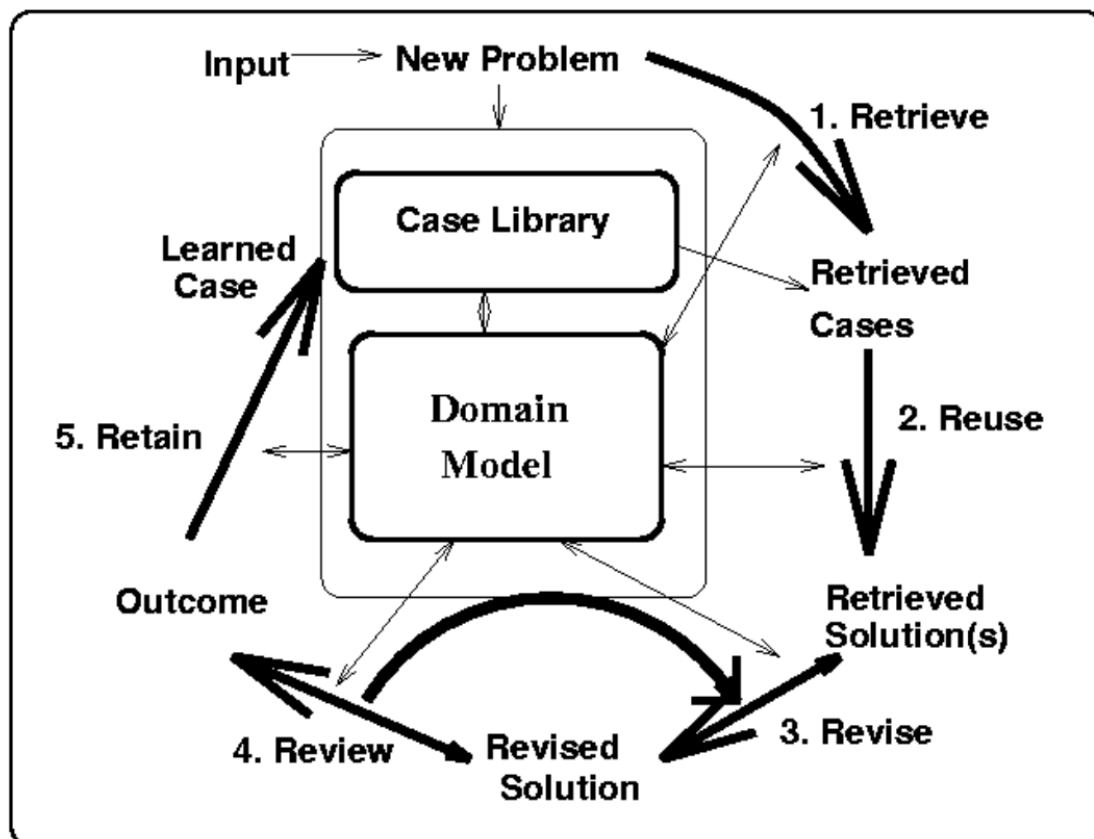 Input
New Problem
1. Retrieve
Case Library
Learned
Case
Retrieved
Cases
Domain
Model
5. Retain
2. Reuse
Outcome
Retrieved
Solution(s)
4. Review
Revised
Solution
3. Revise